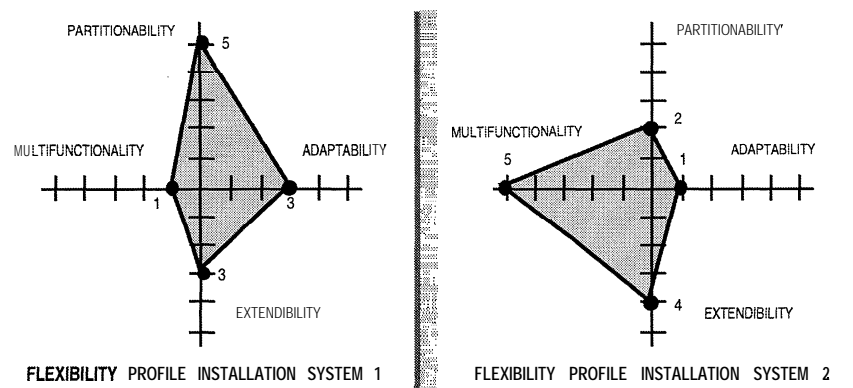 PARTITIONABILITY
5
MULTIFUNCTIONALITY
ADAPTABILITY
1
3
3
EXTENDIBILITY
FLEXIBILITY PROFILE INSTALLATION SYSTEM 1
PARTITIONABILITY'
2
MULTIFUNCTIONALITY
5
1
ADAPTABILITY
4
EXTENDIBILITY
FLEXIBILITY PROFILE INSTALLATION SYSTEM 2